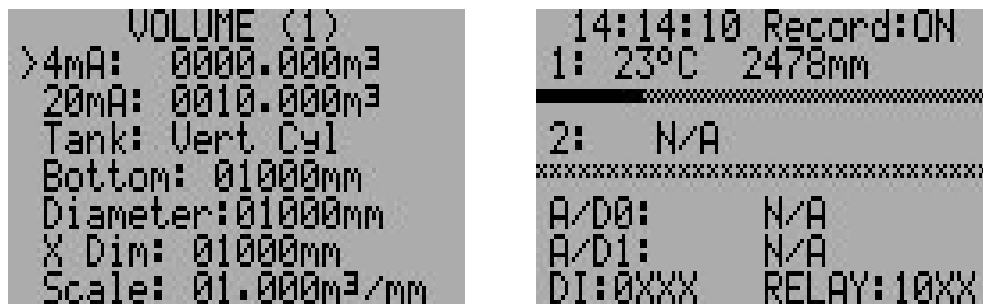 VOLUME (1)
>4mA: 0000.000m³
20mA: 0010.000m³
Tank: Vert Cyl
Bottom: 01000mm
Diameter:01000mm
X Dim: 01000mm
Scale: 01.000m³/mm
14:14:10 Record:ON
1: 23ºC 2478mm
2: N/A
A/D0: N/A
A/D1: N/A
DI:0XXX RELAY:10XX